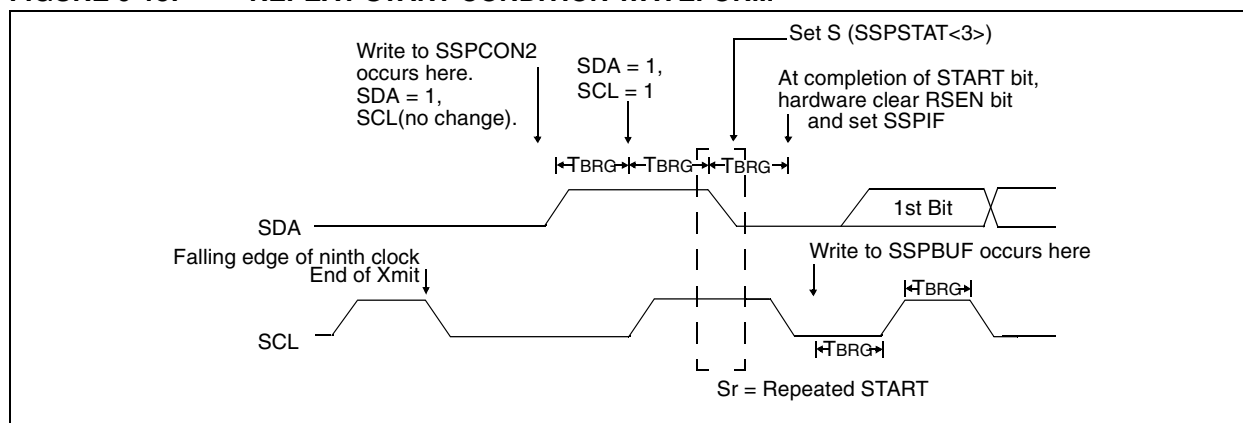 Write to SSPCON2
occurs here.
SDA = 1,
SCL(no change).
SDA = 1,
SCL = 1
Set S (SSPSTAT<3>)
At completion of START bit,
hardware clear RSEN bit
and set SSPIF
TBRG
TBRG
TBRG
SDA
1st Bit
Falling edge of ninth clock
End of Xmit
Write to SSPBUF occurs here
TBRG
SCL
TBRG
Sr = Repeated START